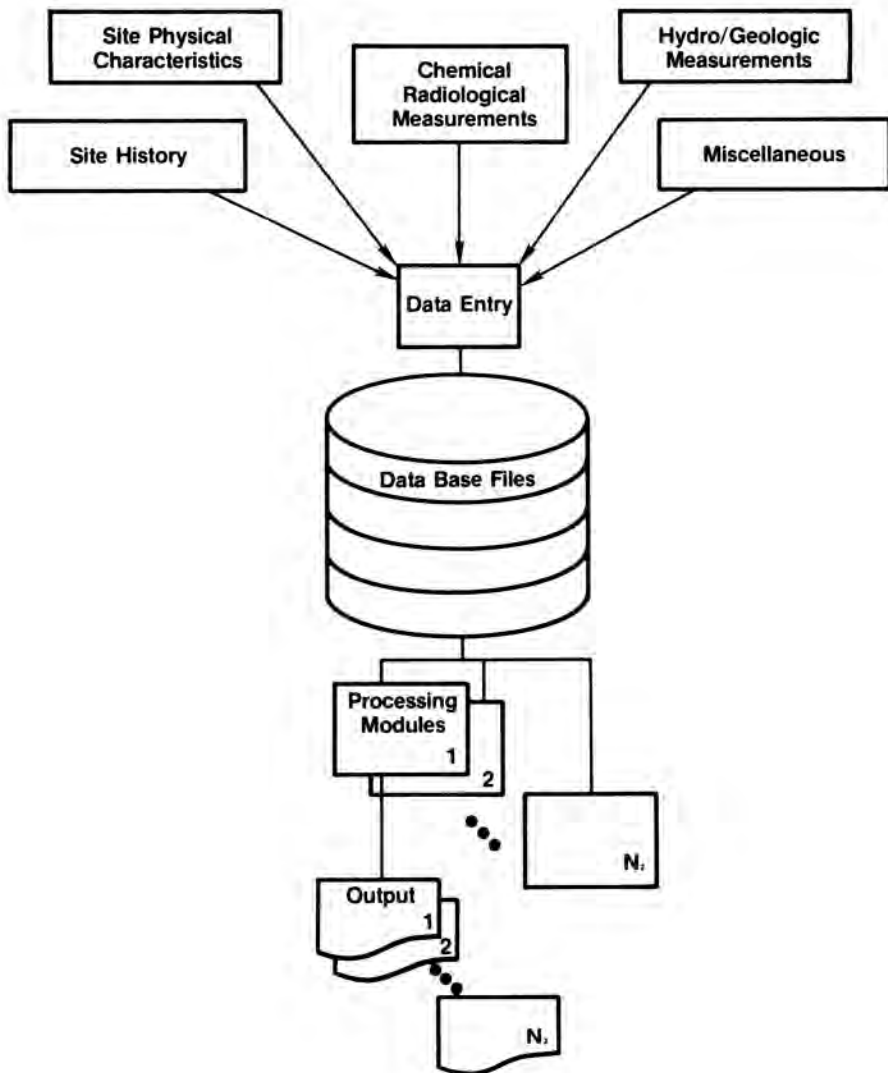 Site Physical
Characteristics
Chemical
Radiological
Measurements
Hydro/Geologic
Measurements
Site History
Miscellaneous
Data Entry
Data Base Files
Processing
Modules
1
2
N
Output
1
2
N